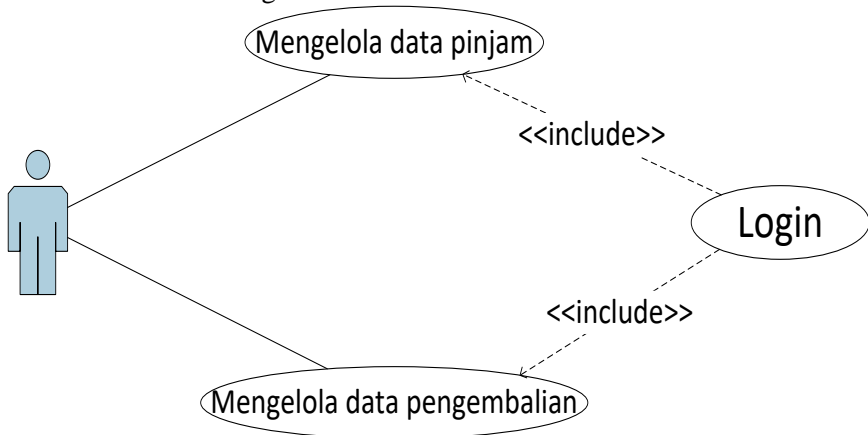 Mengelola data pinjam
<<include>>
Login
<<include>>
Mengelola data pengembalian